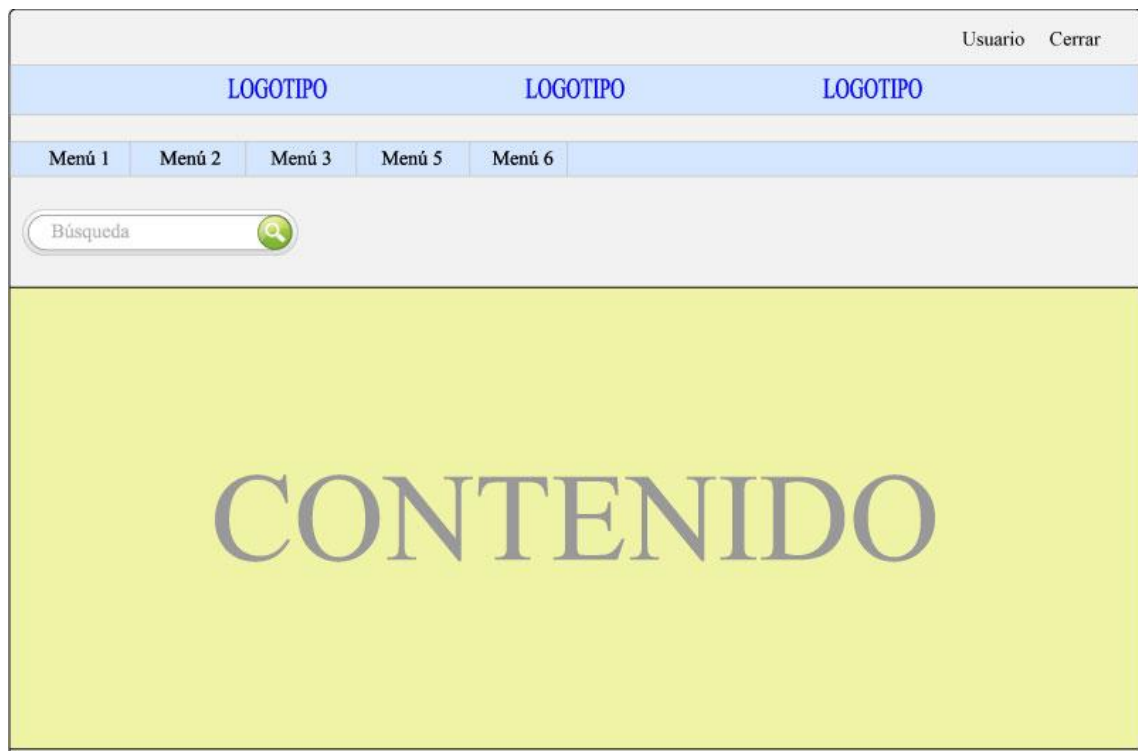 Usuario Cerrar
LOGOTIPO LOGOTIPO LOGOTIPO
Menú 1 Menú 2 Menú 3 Menú 5 Menú 6
Búsqueda
CONTENIDO